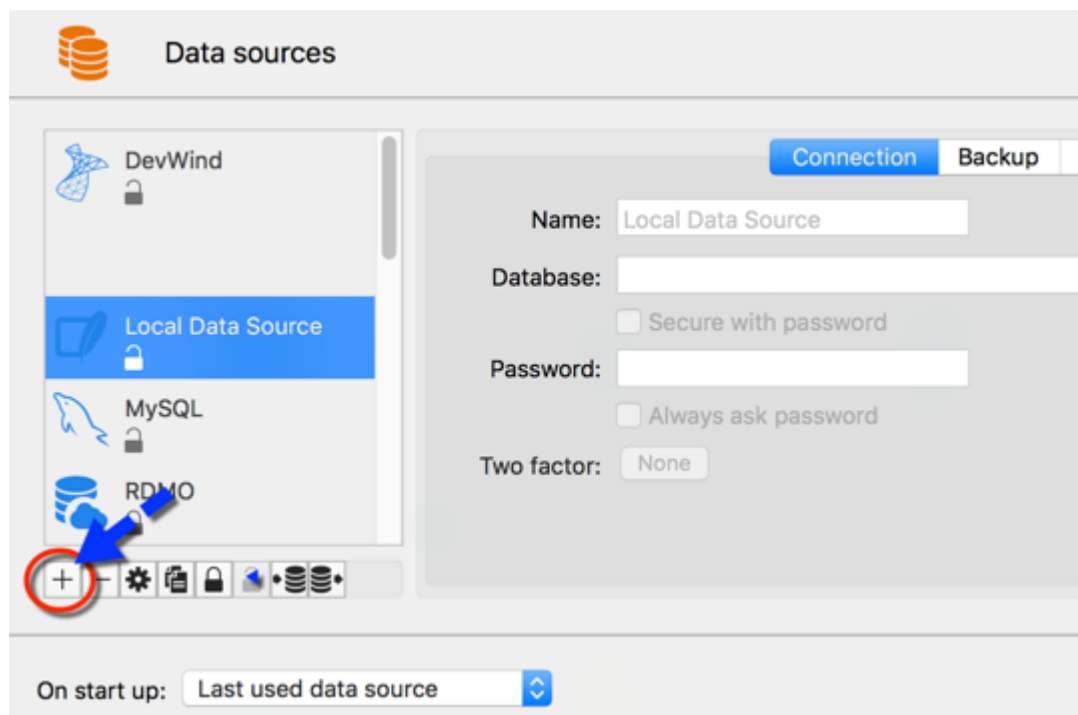 Data sources
DevWind
Local Data Source
MySQL
RDMO
Connection
Backup
Name: Local Data Source
Database:
Secure with password
Password:
Always ask password
Two factor: None
On start up: Last used data source